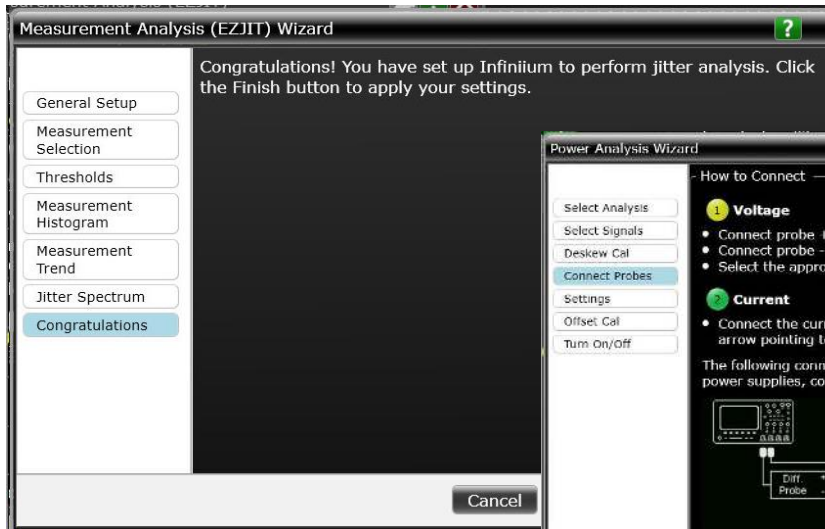 Measurement Analysis (EZJIT) Wizard
?
Congratulations! You have set up Infiniium to perform jitter analysis. Click
the Finish button to apply your settings.
General Setup
Measurement
Selection
Thresholds
Measurement
Histogram
Measurement
Trend
Jitter Spectrum
Congratulations
Cancel
Power Analysis Wizard
How to Connect
Select Analysis
Select Signals
Deskew Cal
Connect Probes
Settings
Offset Cal
Turn On/Off
1 Voltage
• Connect probe
• Connect probe -
• Select the appro
2 Current
• Connect the cur
arrow pointing t
The following conn
power supplies, co
Diff. +
Probe -